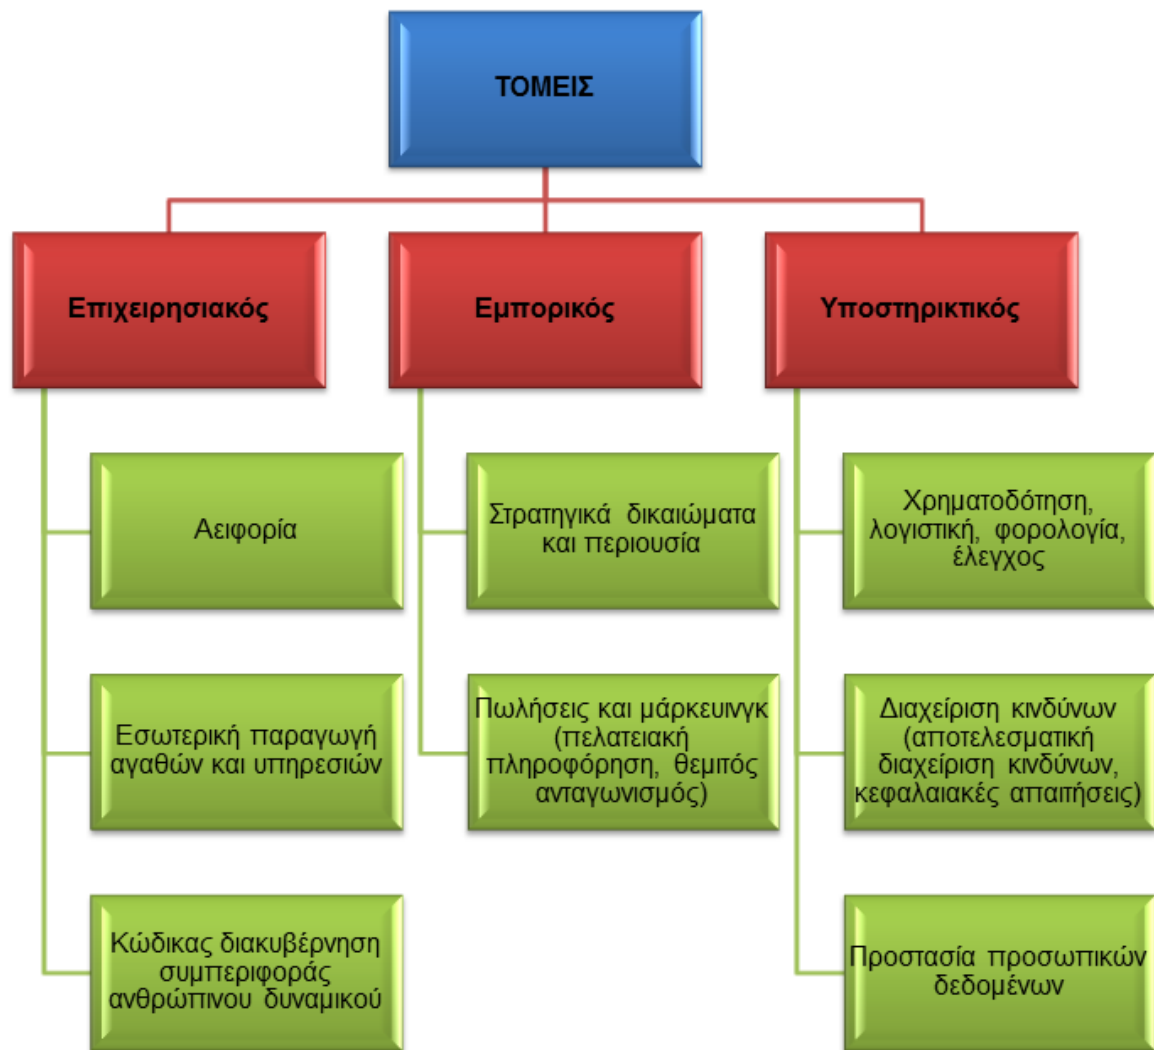 ΤΟΜΕΙΣ
Επιχειρησιακός
Εμπορικός
Υποστηρικτικός
Αειφορία
Στρατηγικά δικαιώματα
και περιουσία
Χρηματοδότηση,
λογιστική, φορολογία,
έλεγχος
Εσωτερική παραγωγή
αγαθών και υπηρεσιών
Πωλήσεις και μάρκευινγκ
(πελατειακή
πληροφόρηση, θεμιτός
ανταγωνισμός)
Διαχείριση κινδύνων
(αποτελεσματική
διαχείριση κινδύνων,
κεφαλαιακές απαιτήσεις)
Κώδικας διακυβέρνηση
συμπεριφοράς
ανθρώπινου δυναμικού
Προστασία προσωπικών
δεδομένων